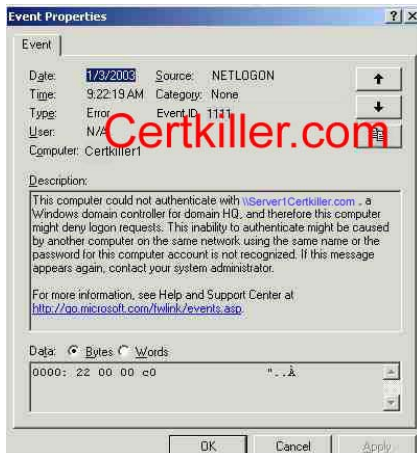 Event Properties
Event
Date: 1/3/2003 Source: NETLOGON
Time: 9:22:19 AM Category: None
Type: Error Event ID: 1111
User: N/A
Computer: Certkiller1
Certkiller.com
Description:
This computer could not authenticate with \\Server1Certkiller.com , a
Windows domain controller for domain HQ, and therefore this computer
might deny logon requests. This inability to authenticate might be caused
by another computer on the same network using the same name or the
password for this computer account is not recognized. If this message
appears again, contact your system administrator.
For more information, see Help and Support Center at
http://go.microsoft.com/fwlink/events.asp.
Data: Bytes Words
0000: 22 00 00 c0 "..À
OK Cancel Apply